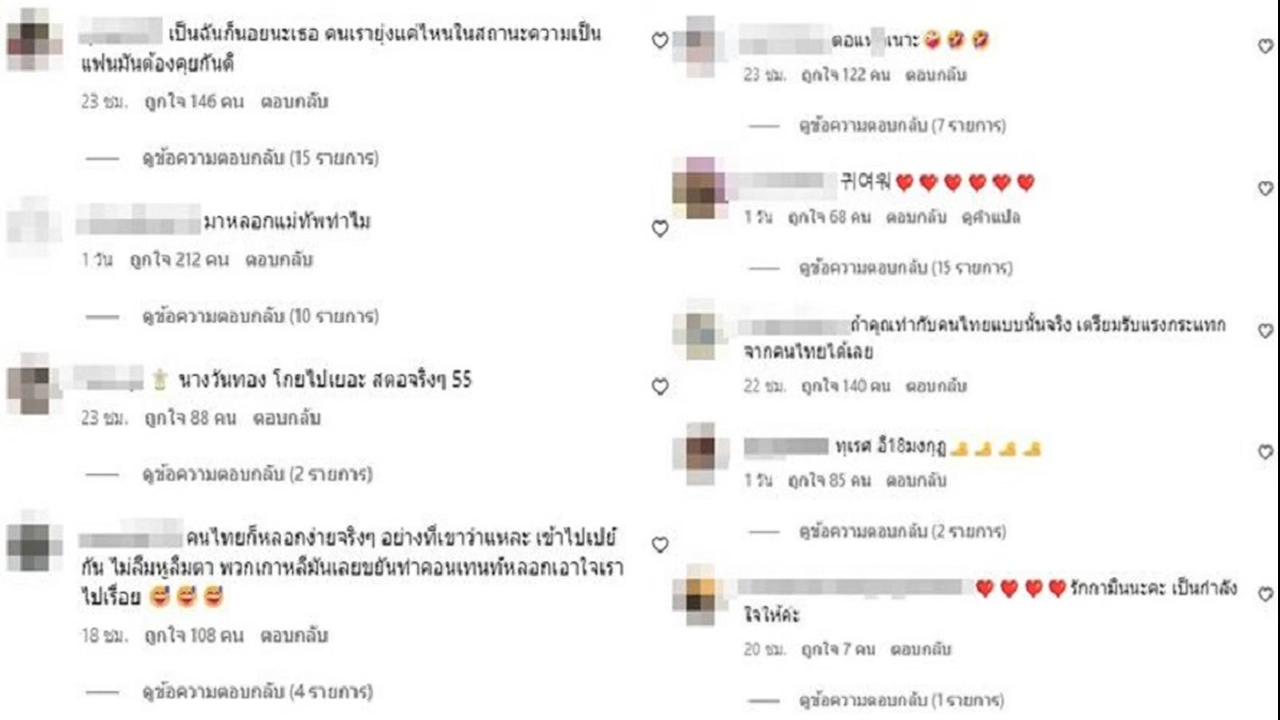 เป็นฉันก็นอยนะเธอ คนเรายุ่งแค่ไหนในสถานะความเป็น
แฟนมันต้องคุยกันดิ้
23 ชม. ถูกใจ 146 คน ตอบกลับ
ดูข้อความตอบกลับ (15 รายการ)
มาหลอกแม่ทัพทำไม
1 วัน ถูกใจ 212 คน ตอบกลับ
ดูข้อความตอบกลับ (10 รายการ)
นางวันทอง โกยไปเยอะ สตอจริงๆ 55
23 ชม. ถูกใจ 88 คน ตอบกลับ
ดูข้อความตอบกลับ (2 รายการ)
คนไทยก็หลอกง่ายจริงๆ อย่างที่เขาว่าแหละ เข้าไปเปย์
กัน ไม่ลืมหูลืมตา พวกเกาหลีมันเลยขยันทำคอนเทนท์หลอกเอาใจเรา
ไปเรื่อย 😅😅😅
18 ชม. ถูกใจ 108 คน ตอบกลับ
ดูข้อความตอบกลับ (4 รายการ)
เนาะ🤪🤣🤣
23 ชม. ถูกใจ 122 คน ตอบกลับ
ดูข้อความตอบกลับ (7 รายการ)
귀여워❤️❤️❤️❤️❤️❤️
1 วัน ถูกใจ 68 คน ตอบกลับ ดูคำแปล
ดูข้อความตอบกลับ (15 รายการ)
ถ้าคุณทำกับคนไทยแบบนั้นจริง เตรียมรับแรงกระแทก
จากคนไทยได้เลย
22 ชม. ถูกใจ 140 คน ตอบกลับ
ทุเรศ อี18มงกุฎ
1 วัน ถูกใจ 85 คน ตอบกลับ
ดูข้อความตอบกลับ (2 รายการ)
❤️❤️❤️❤️รักกามินนะคะ เป็นกำลัง
ใจให้ค่ะ
20 ชม. ถูกใจ 7 คน ตอบกลับ
ดูข้อความตอบกลับ (1 รายการ)